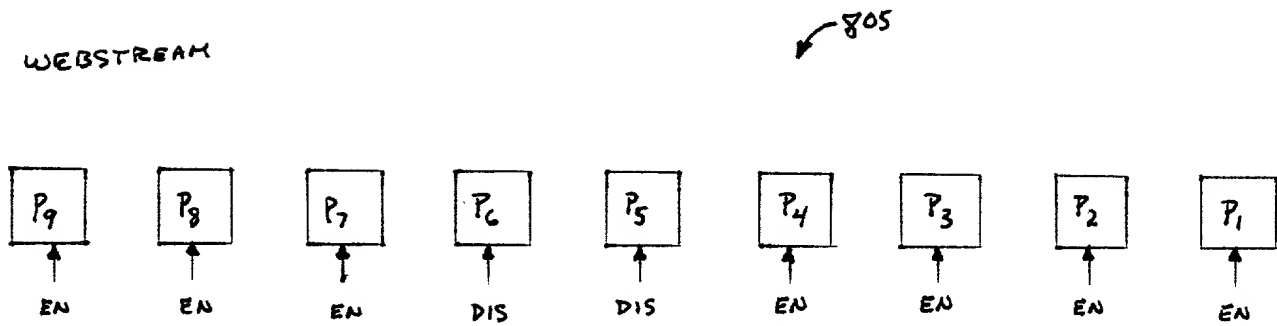 805
WEBSTREAM
P9 P8 P7 P6 P5 P4 P3 P2 P1
EN EN EN DIS DIS EN EN EN EN